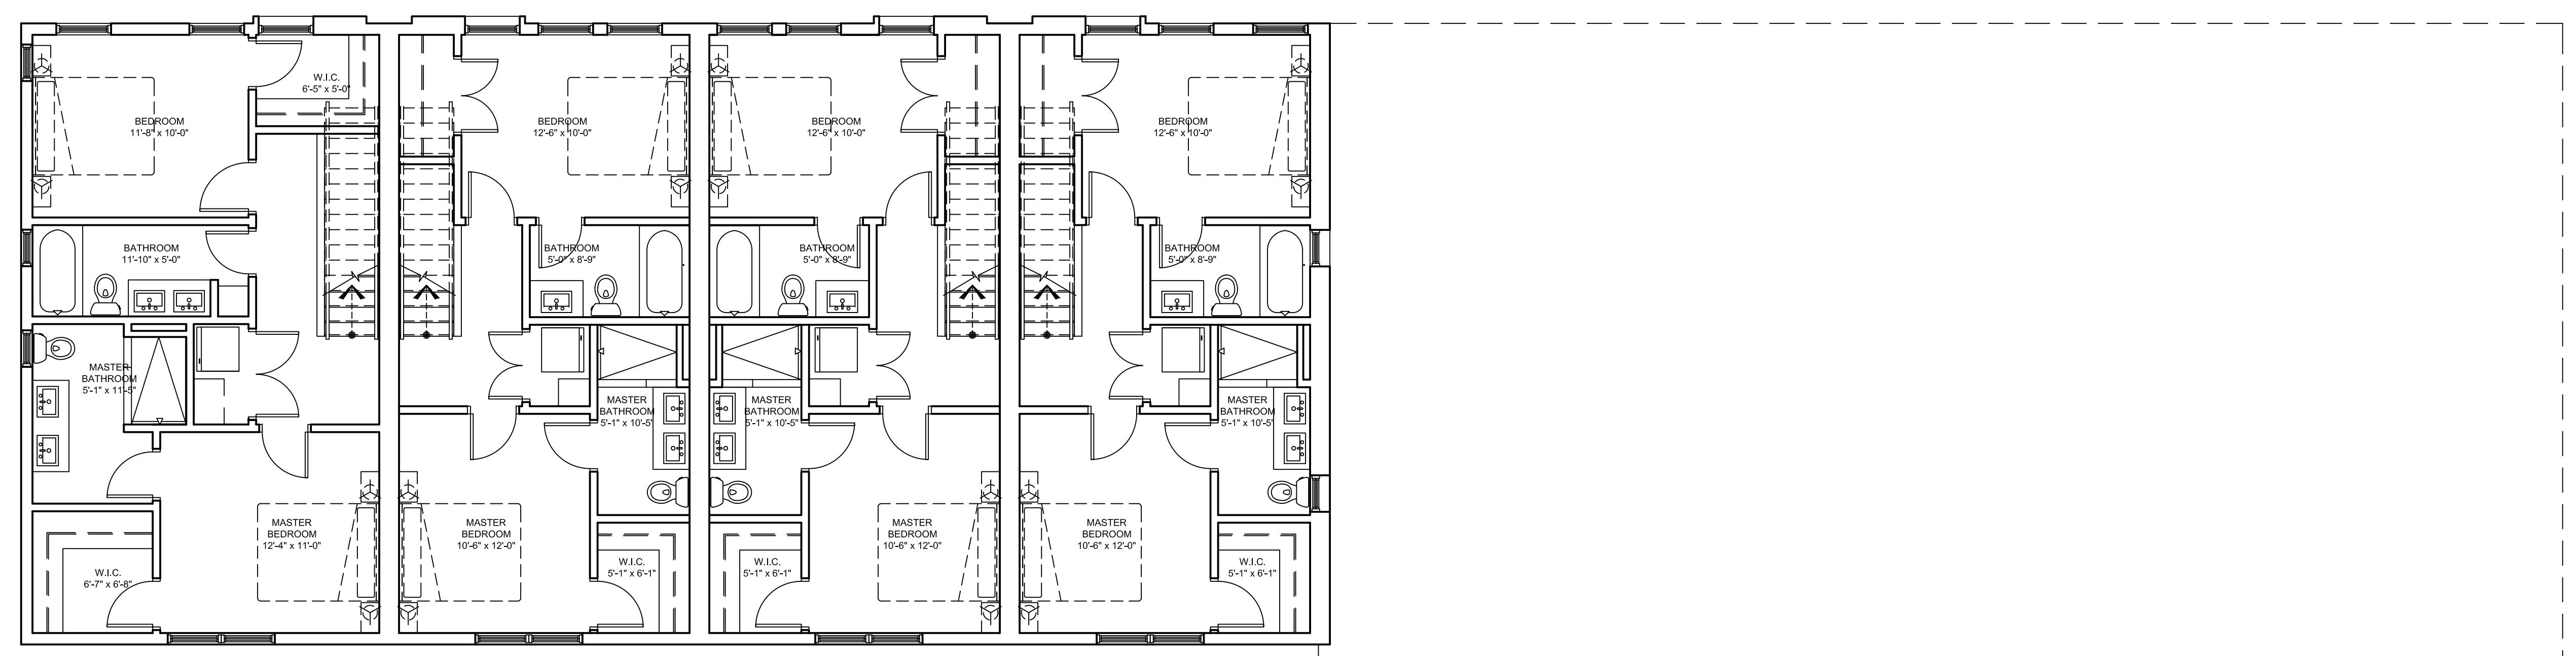 W.I.C.
6'-5" x 5'-0"
BEDROOM
11'-8" x 10'-0"
BEDROOM
12'-6" x 10'-0"
BEDROOM
12'-6" x 10'-0"
BEDROOM
12'-6" x 10'-0"
BATHROOM
11'-10" x 5'-0"
BATHROOM
5'-0" x 8'-9"
BATHROOM
5'-0" x 8'-9"
BATHROOM
5'-0" x 8'-9"
MASTER
BATHROOM
5'-1" x 11'-5"
MASTER
BATHROOM
5'-1" x 10'-5"
MASTER
BATHROOM
5'-1" x 10'-5"
MASTER
BATHROOM
5'-1" x 10'-5"
MASTER
BEDROOM
12'-4" x 11'-0"
MASTER
BEDROOM
10'-6" x 12'-0"
MASTER
BEDROOM
10'-6" x 12'-0"
MASTER
BEDROOM
10'-6" x 12'-0"
W.I.C.
6'-7" x 6'-8"
W.I.C.
5'-1" x 6'-1"
W.I.C.
5'-1" x 6'-1"
W.I.C.
5'-1" x 6'-1"